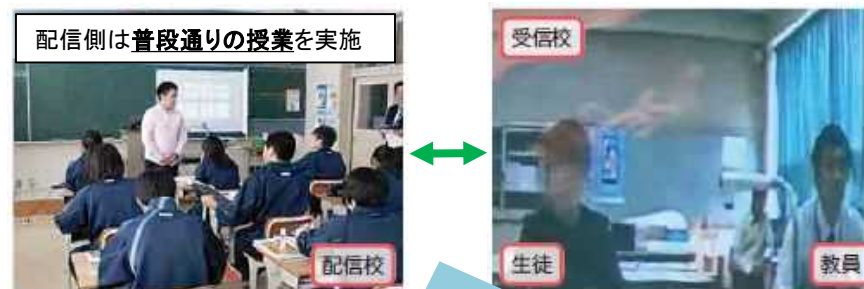 配信側は普段通りの授業を実施
配信校
受信校
生徒
教員